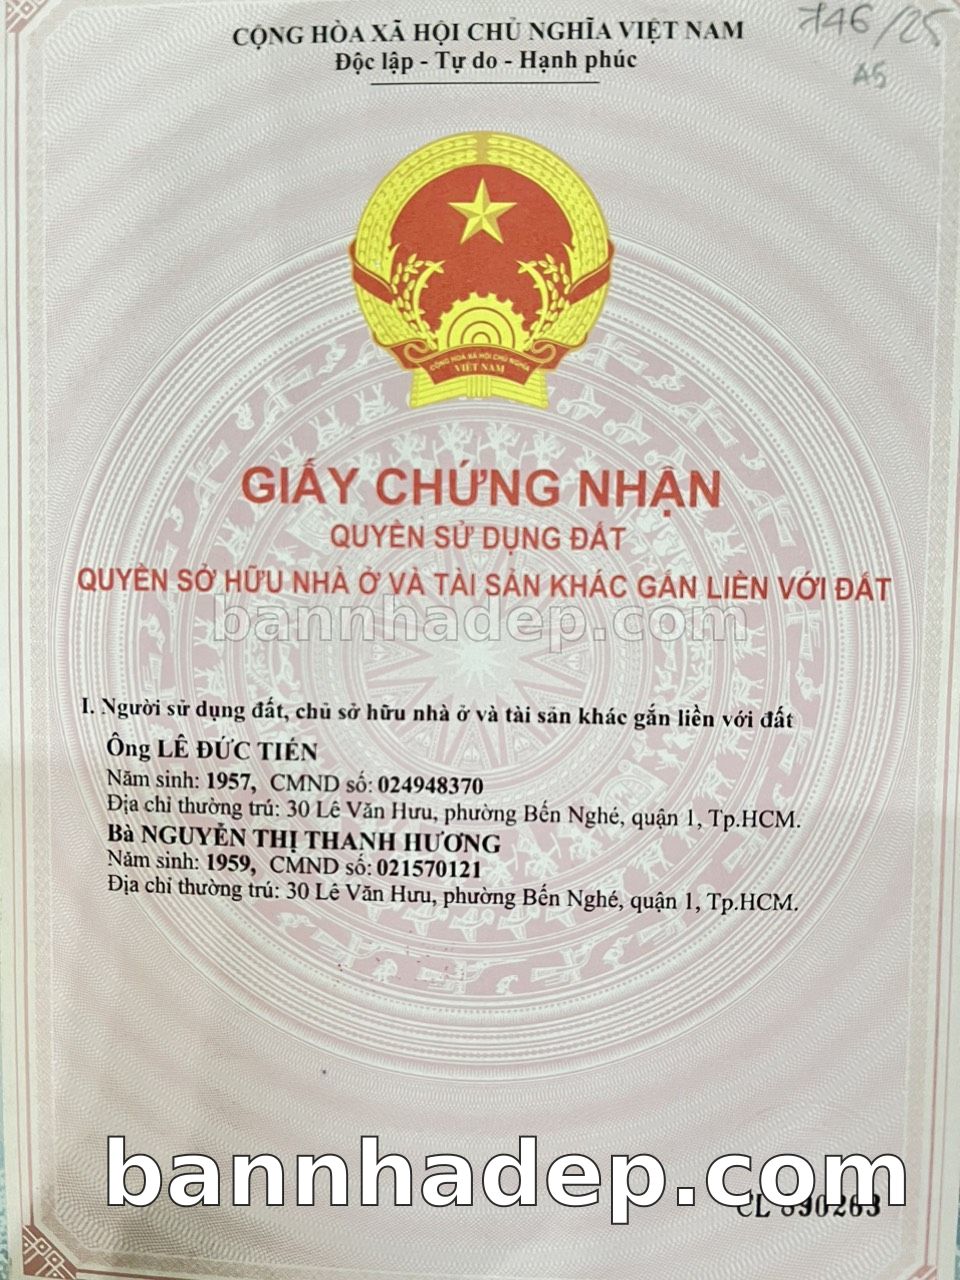 746/25
A5
CỘNG HÒA XÃ HỘI CHỦ NGHĨA VIỆT NAM
Độc lập - Tự do - Hạnh phúc
CỘNG HOÀ XÃ HỘI CHỦ NGHĨA
VIỆT NAM
GIẤY CHỨNG NHẬN
QUYỀN SỬ DỤNG ĐẤT
QUYỀN SỞ HỮU NHÀ Ở VÀ TÀI SẢN KHÁC GẮN LIỀN VỚI ĐẤT
bannhadep.com
I. Người sử dụng đất, chủ sở hữu nhà ở và tài sản khác gắn liền với đất
Ông LÊ ĐỨC TIẾN
Năm sinh: 1957, CMND số: 024948370
Địa chỉ thường trú: 30 Lê Văn Hưu, phường Bến Nghé, quận 1, Tp.HCM.
Bà NGUYỄN THỊ THANH HƯƠNG
Năm sinh: 1959, CMND số: 021570121
Địa chỉ thường trú: 30 Lê Văn Hưu, phường Bến Nghé, quận 1, Tp.HCM.
bannhadep.com